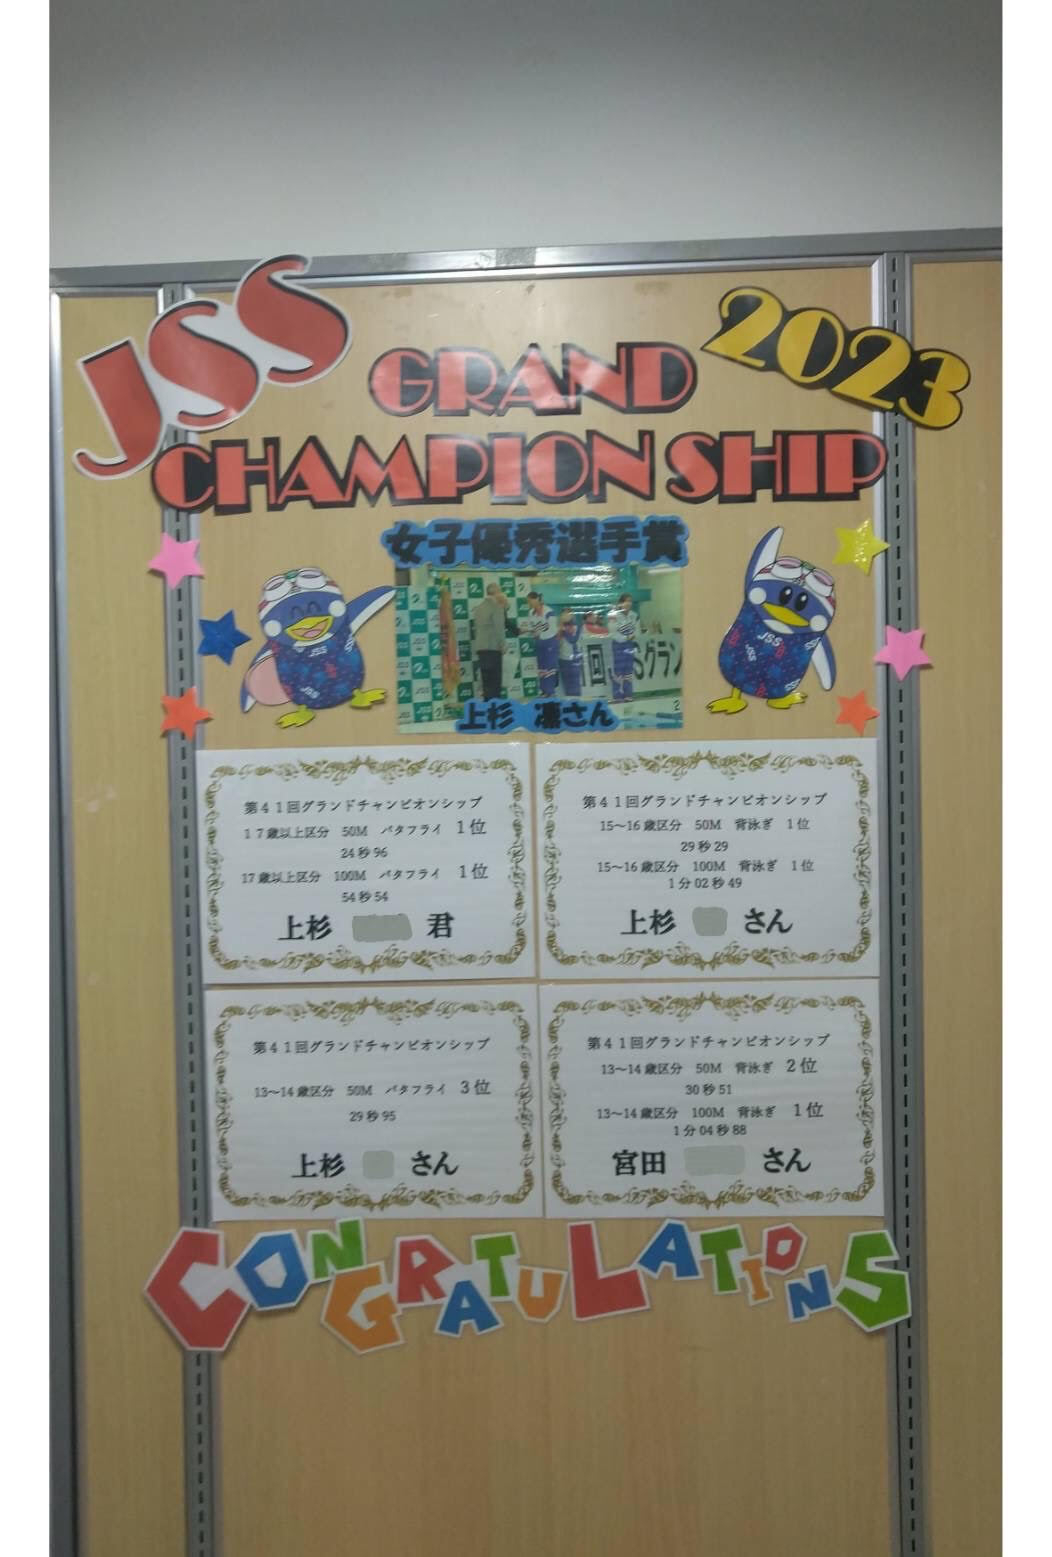 JSS
GRAND
2023
CHAMPION SHIP
女子優秀選手賞
上杉 凛さん
第41回グランドチャンピオンシップ
17歳以上区分 50M バタフライ 1位
24秒96
17歳以上区分 100M バタフライ 1位
54秒54
上杉 君
第41回グランドチャンピオンシップ
15～16歳区分 50M 背泳ぎ 1位
29秒29
15～16歳区分 100M 背泳ぎ 1位
1分02秒49
上杉 さん
第41回グランドチャンピオンシップ
13～14歳区分 50M バタフライ 3位
29秒95
上杉 さん
第41回グランドチャンピオンシップ
13～14歳区分 50M 背泳ぎ 2位
30秒51
13～14歳区分 100M 背泳ぎ 1位
1分04秒88
宮田 さん
CONGRATULATIONS